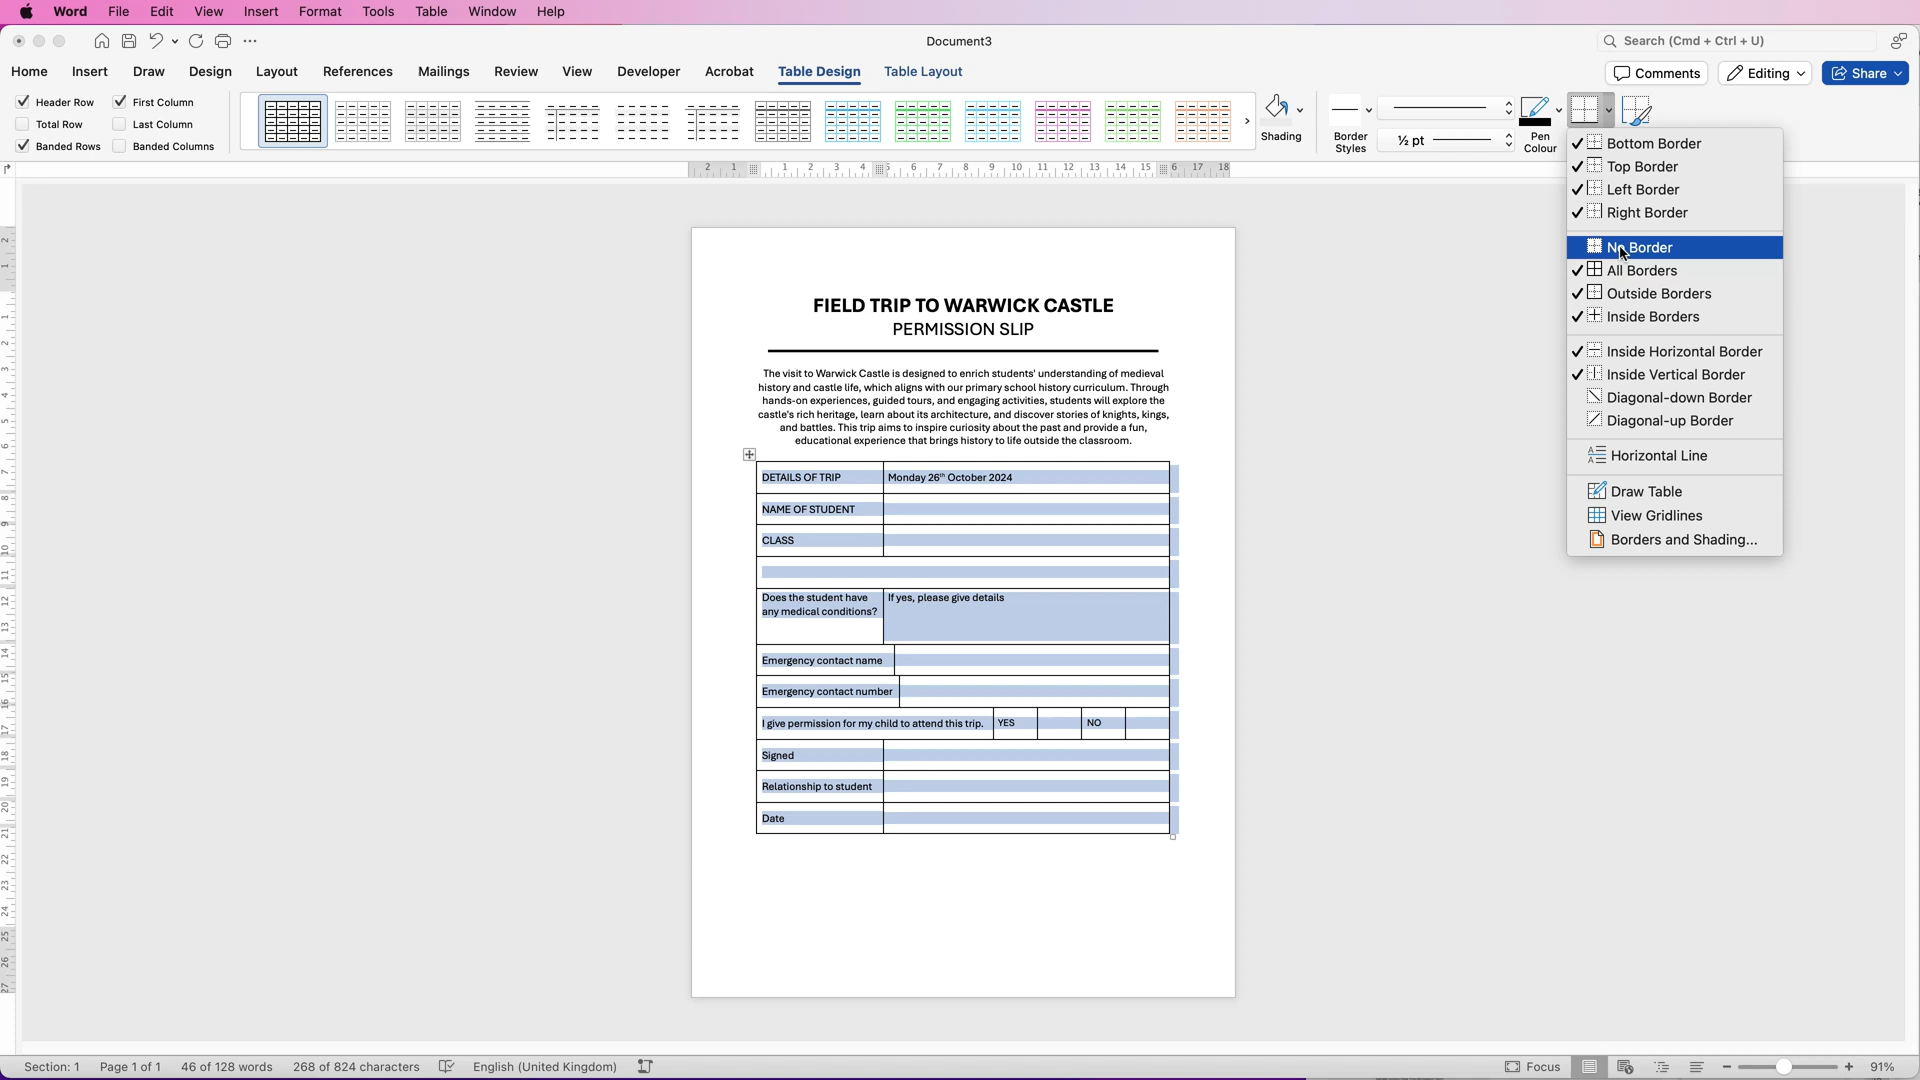 Word File Edit View Insert Format Tools Table Window Help
Document3
Search (Cmd + Ctrl + U)
Home Insert Draw Design Layout References Mailings Review View Developer Acrobat Table Design Table Layout
Comments Editing Share
Header Row First Column
Total Row Last Column
Banded Rows Banded Columns
Shading
Border
Styles
½ pt
Pen
Colour
Bottom Border
Top Border
Left Border
Right Border
No Border
All Borders
Outside Borders
Inside Borders
Inside Horizontal Border
Inside Vertical Border
Diagonal-down Border
Diagonal-up Border
Horizontal Line
Draw Table
View Gridlines
Borders and Shading...
FIELD TRIP TO WARWICK CASTLE
PERMISSION SLIP
The visit to Warwick Castle is designed to enrich students' understanding of medieval
history and castle life, which aligns with our primary school history curriculum. Through
hands-on experiences, guided tours, and engaging activities, students will explore the
castle's rich heritage, learn about its architecture, and discover stories of knights, kings,
and battles. This trip aims to inspire curiosity about the past and provide a fun,
educational experience that brings history to life outside the classroom.
DETAILS OF TRIP Monday 26th October 2024
NAME OF STUDENT
CLASS
Does the student have If yes, please give details
any medical conditions?
Emergency contact name
Emergency contact number
I give permission for my child to attend this trip. YES NO
Signed
Relationship to student
Date
Section: 1 Page 1 of 1 46 of 128 words 268 of 824 characters English (United Kingdom) Focus 91%